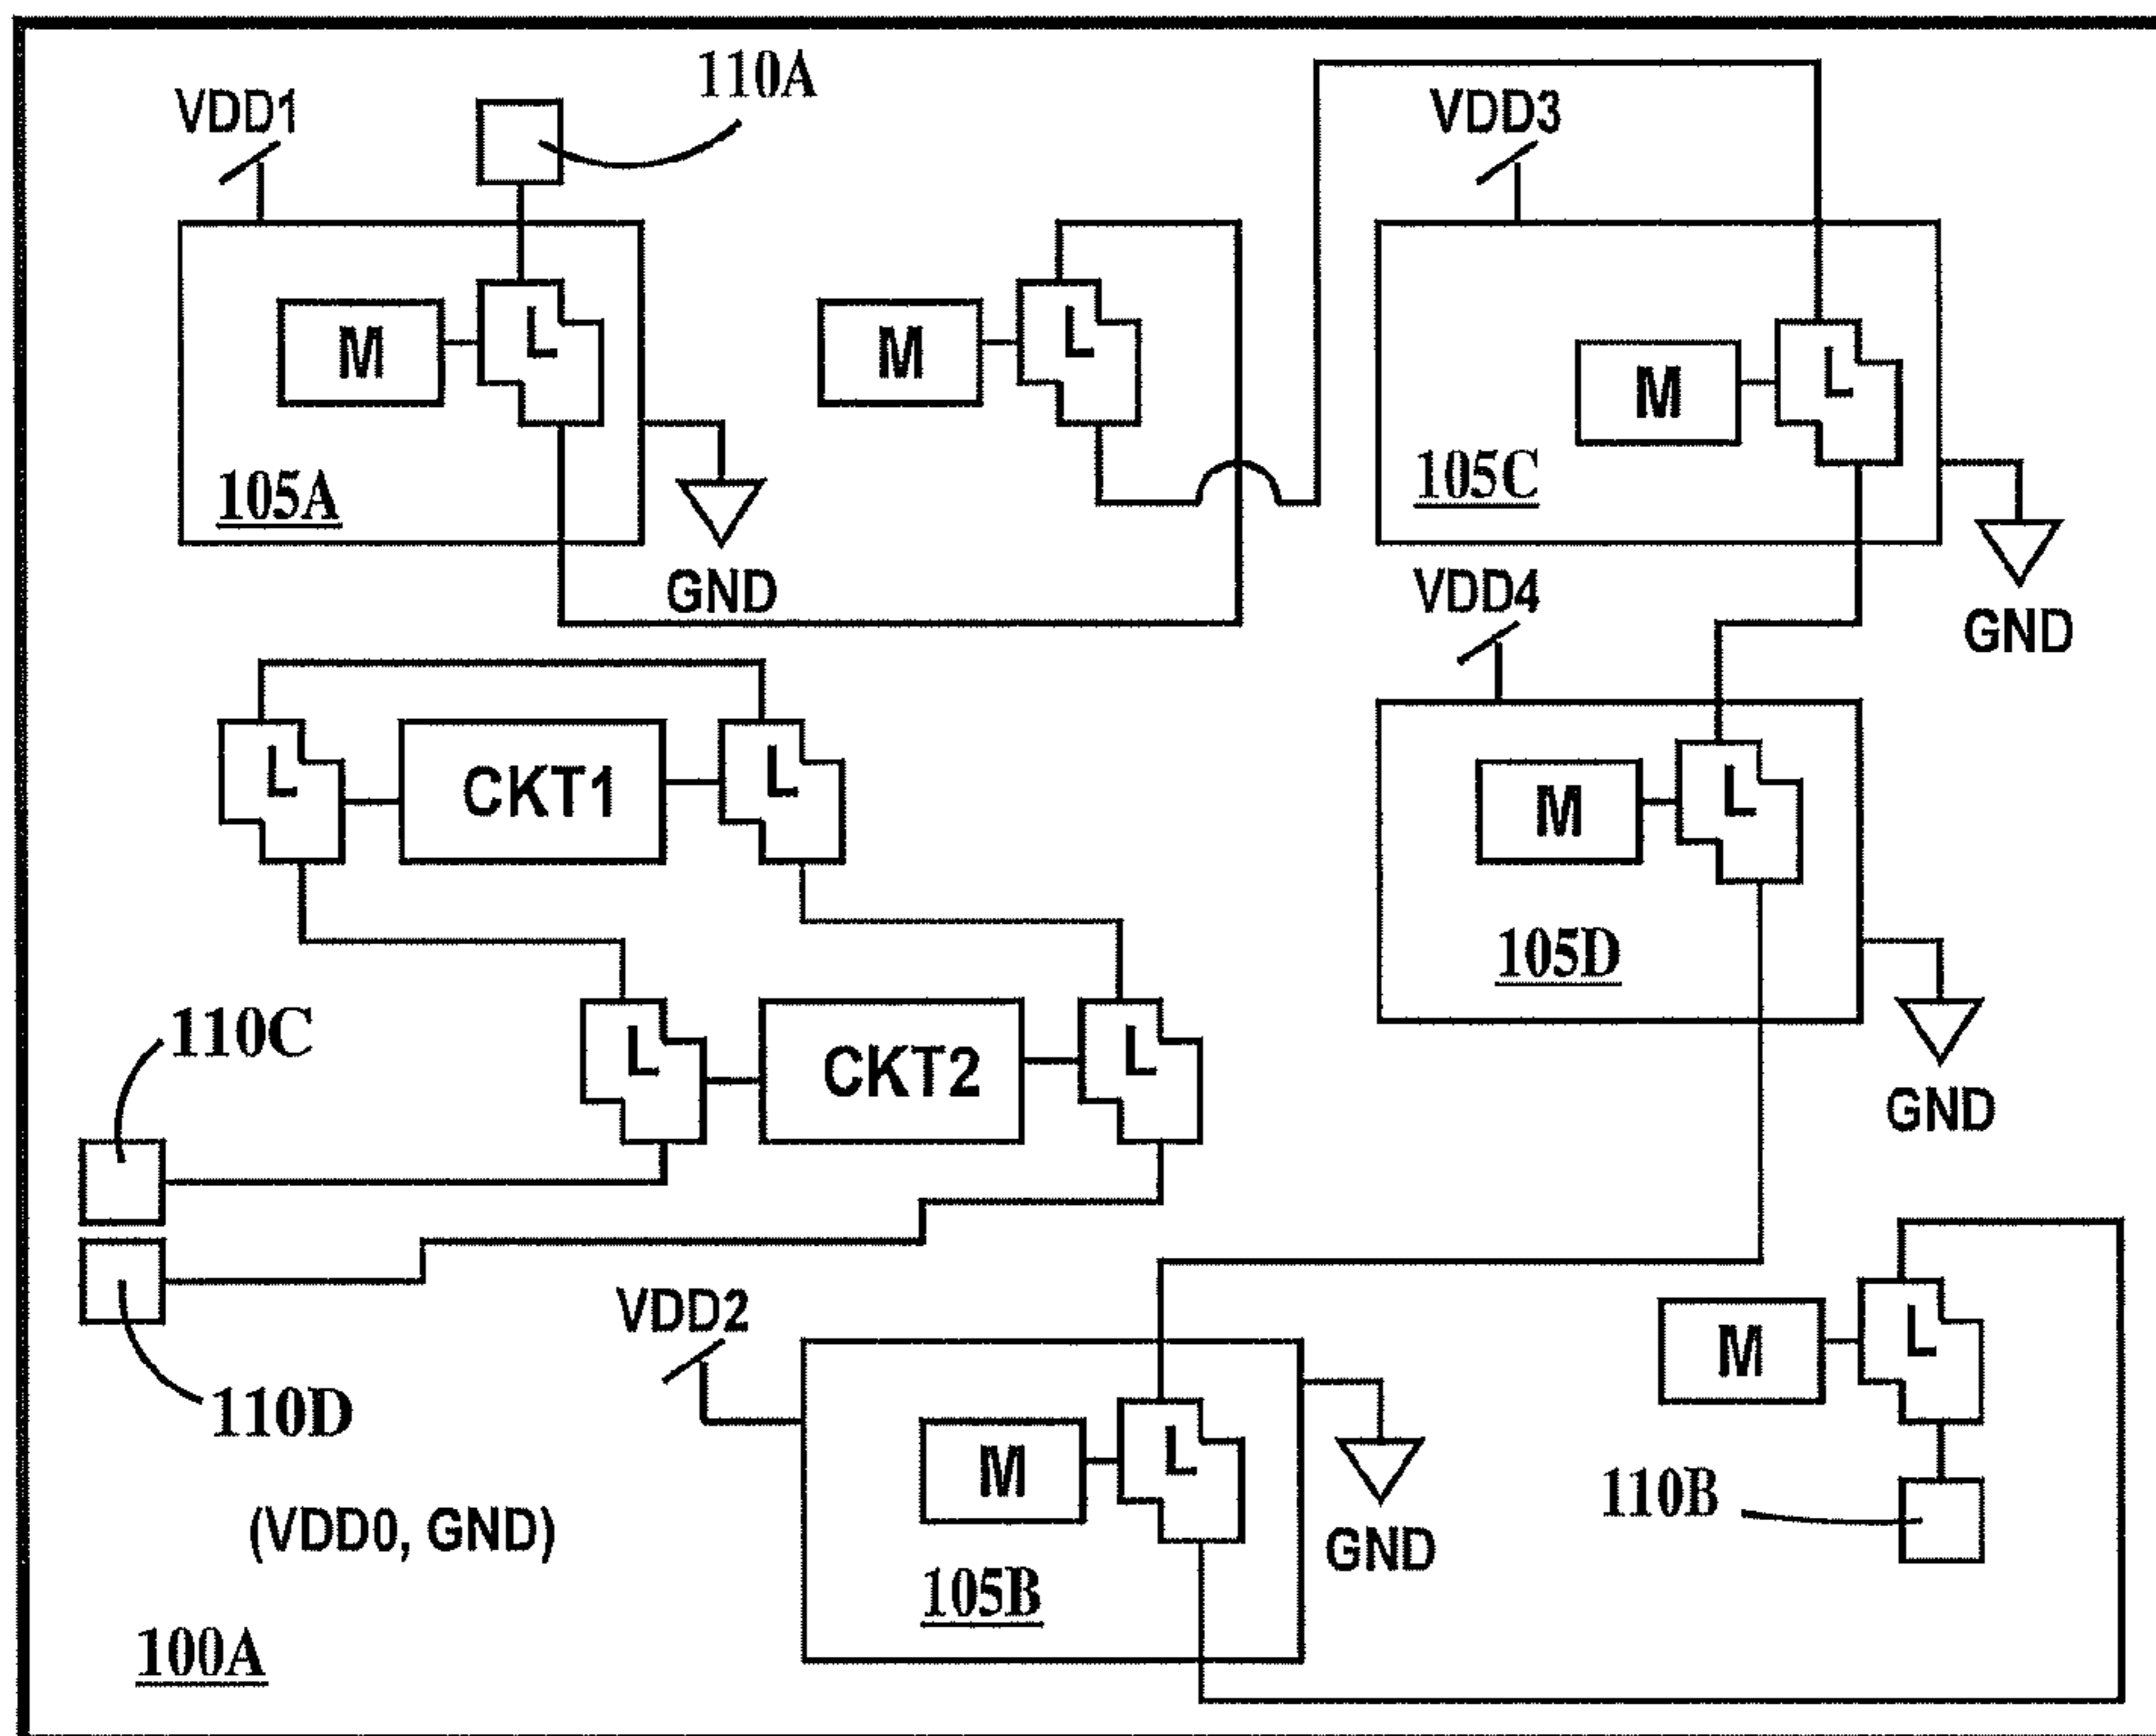 110A
VDD1
VDD3
M
L
M
L
M
L
105A
105C
GND
VDD4
GND
L
CKT1
L
M
L
105D
110C
L
CKT2
L
GND
110D
VDD2
M
L
M
L
110B
(VDD0, GND)
GND
105B
100A